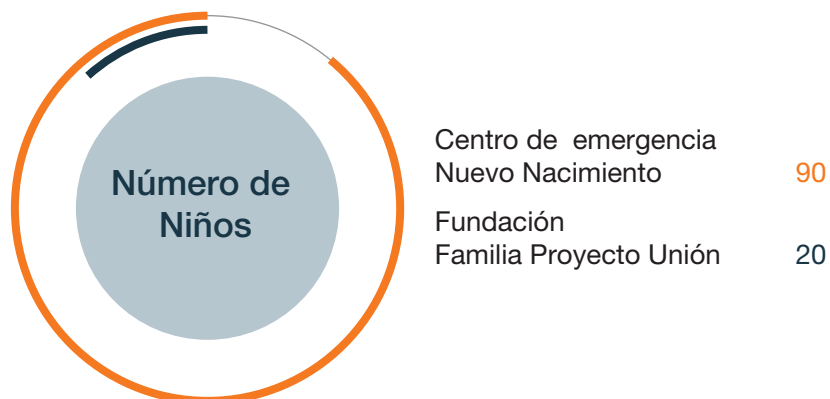 Número de
Niños
Centro de emergencia
Nuevo Nacimiento 90
Fundación
Familia Proyecto Unión 20